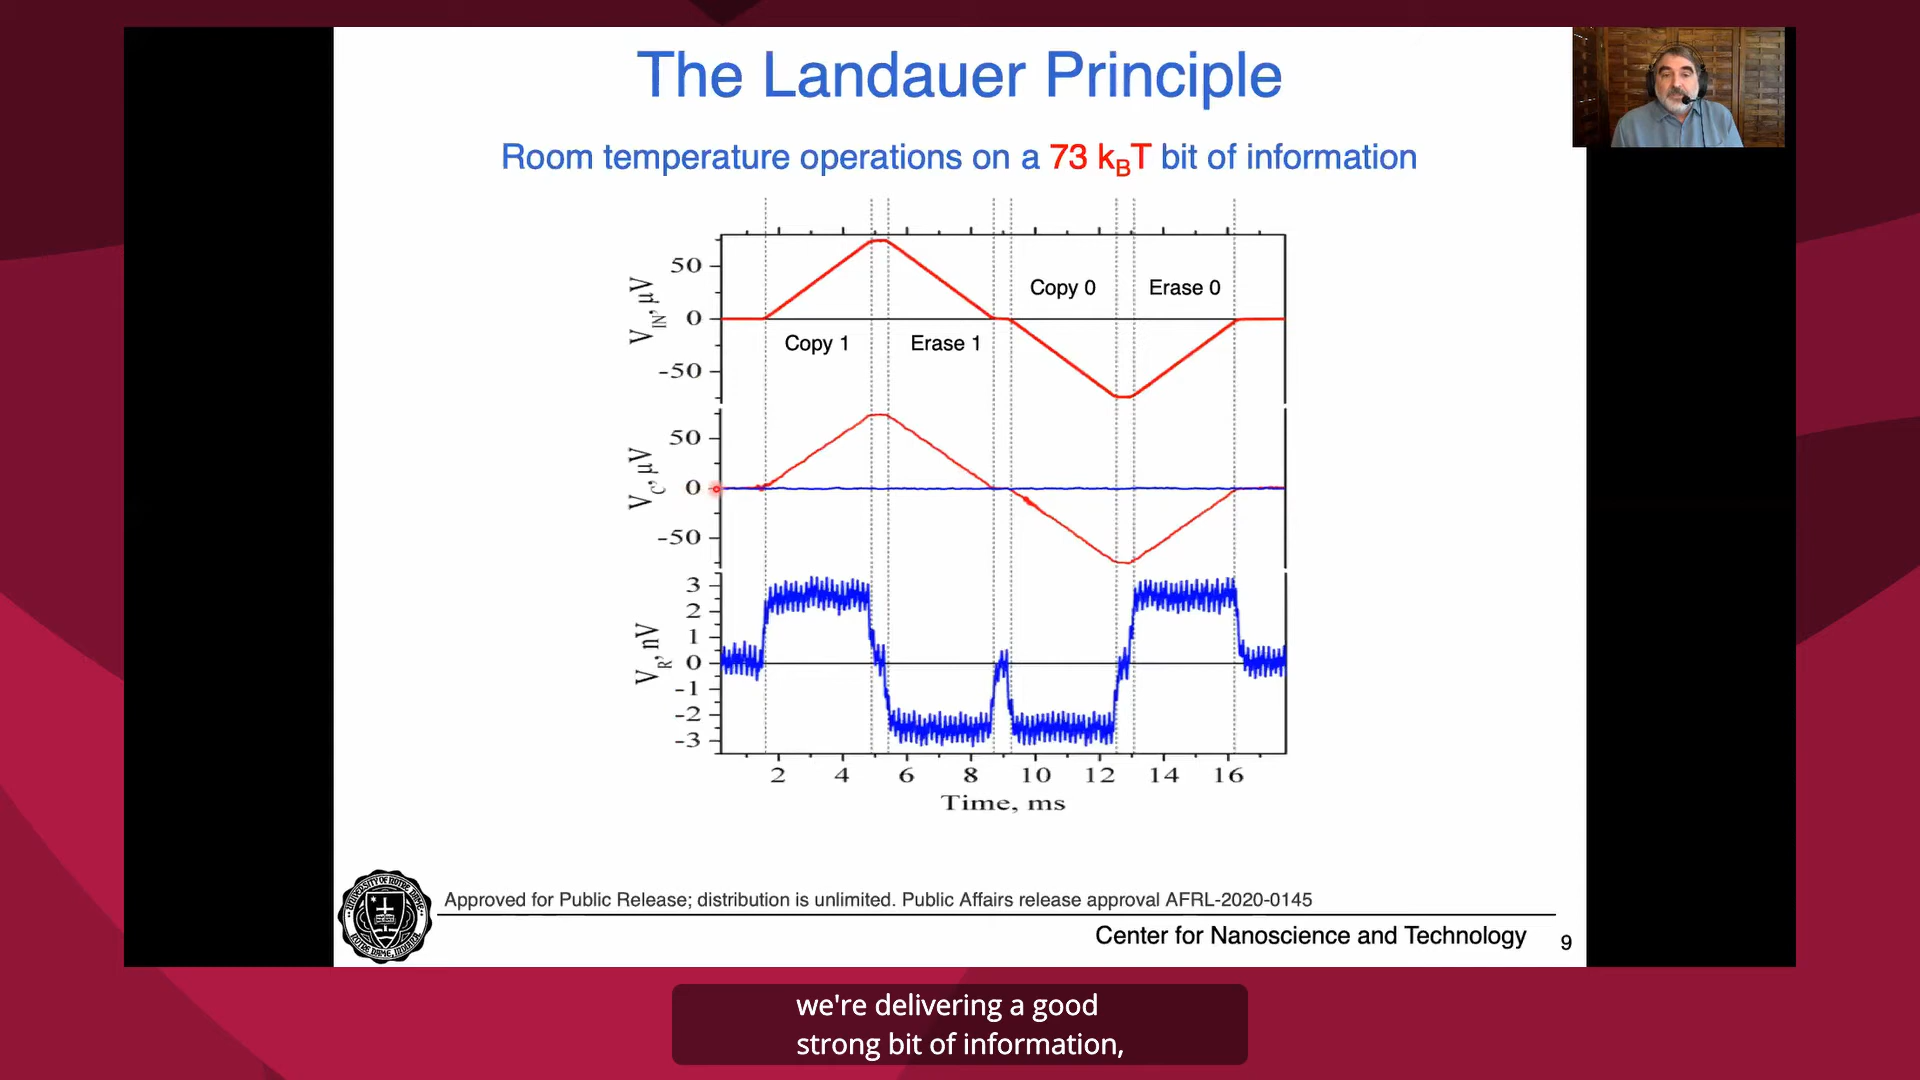 The Landauer Principle
Room temperature operations on a 73 kBT bit of information
50
0
-50
VIN, µV
Copy 0
Erase 0
Copy 1
Erase 1
50
0
-50
VC, µV
3
2
1
0
-1
-2
-3
VR, nV
2 4 6 8 10 12 14 16
Time, ms
Approved for Public Release; distribution is unlimited. Public Affairs release approval AFRL-2020-0145
Center for Nanoscience and Technology
9
we're delivering a good
strong bit of information,